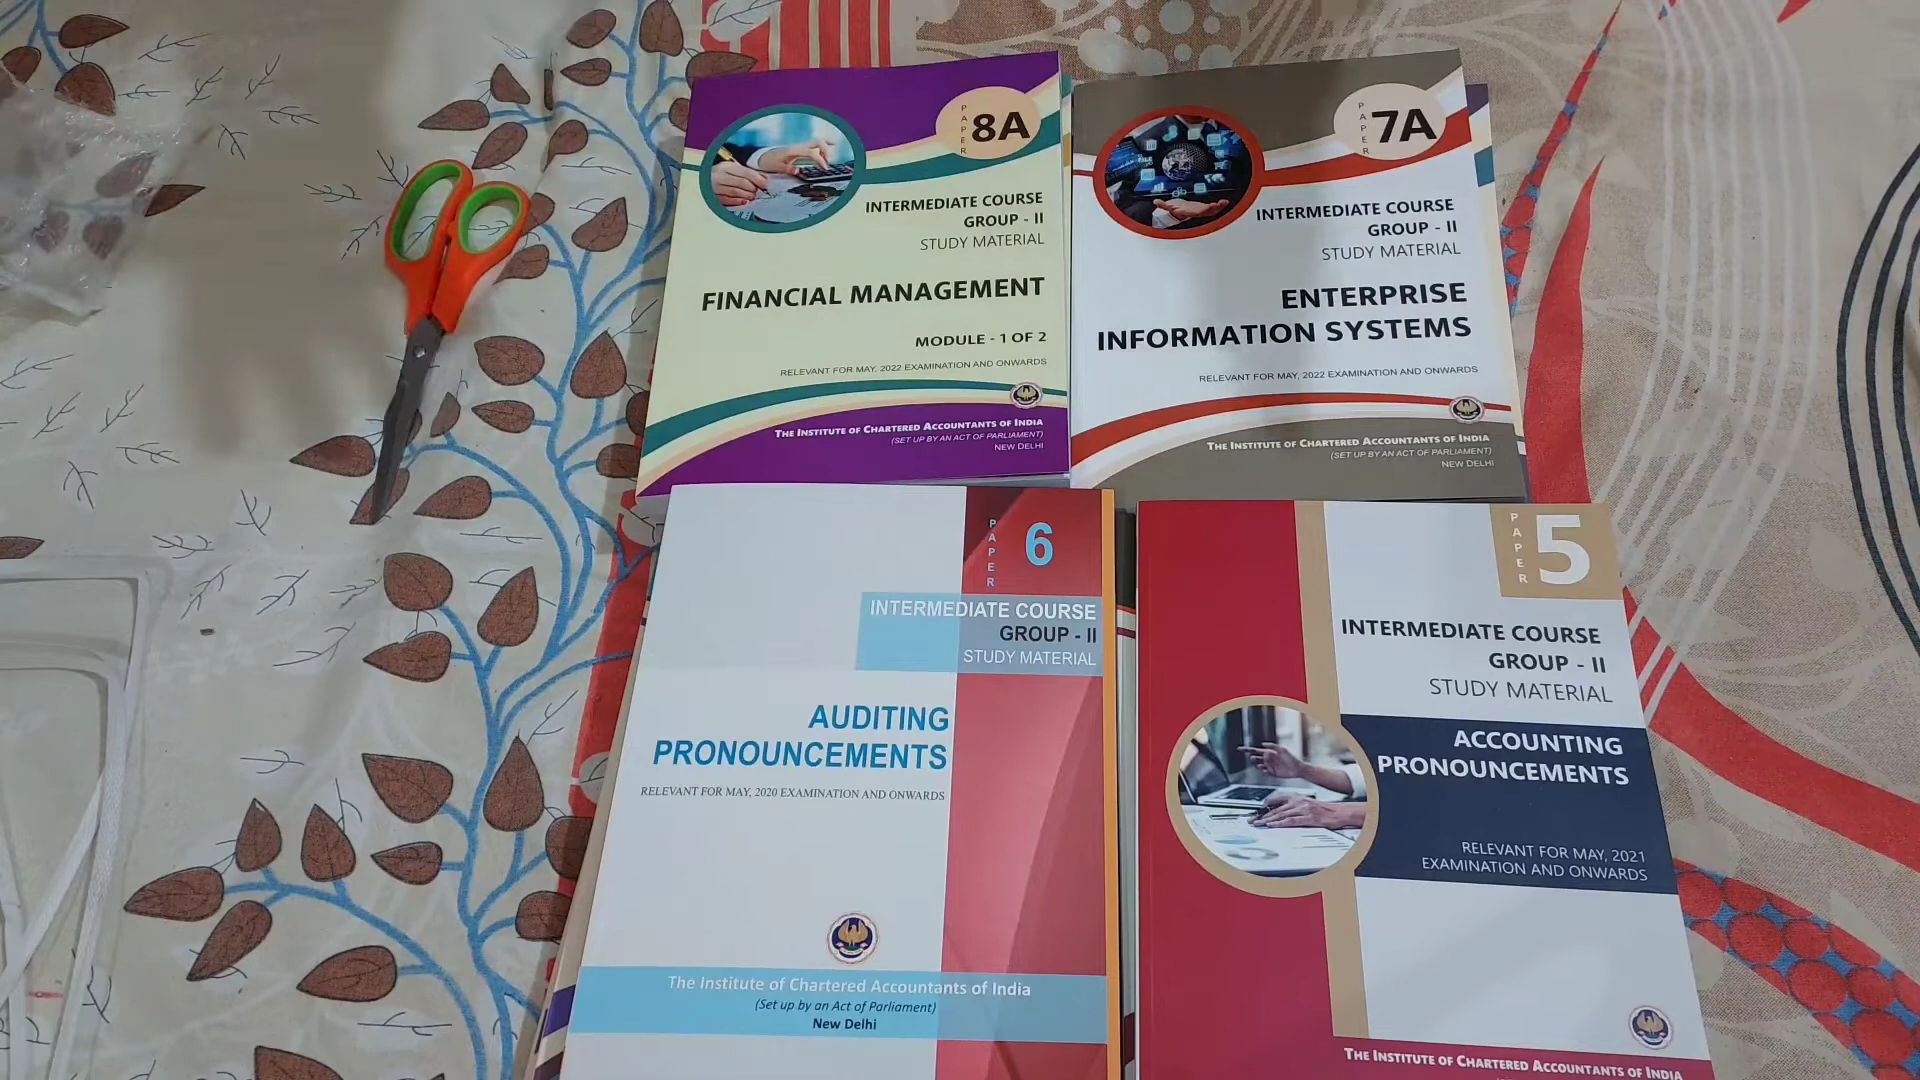 PAPER
8A
INTERMEDIATE COURSE
GROUP - II
STUDY MATERIAL
FINANCIAL MANAGEMENT
MODULE - 1 OF 2
RELEVANT FOR MAY, 2022 EXAMINATION AND ONWARDS
THE INSTITUTE OF CHARTERED ACCOUNTANTS OF INDIA
(SET UP BY AN ACT OF PARLIAMENT)
NEW DELHI
PAPER
7A
FILE
INTERMEDIATE COURSE
GROUP - II
STUDY MATERIAL
ENTERPRISE
INFORMATION SYSTEMS
RELEVANT FOR MAY, 2022 EXAMINATION AND ONWARDS
THE INSTITUTE OF CHARTERED ACCOUNTANTS OF INDIA
(SET UP BY AN ACT OF PARLIAMENT)
NEW DELHI
PAPER
6
INTERMEDIATE COURSE
GROUP - II
STUDY MATERIAL
AUDITING
PRONOUNCEMENTS
RELEVANT FOR MAY, 2020 EXAMINATION AND ONWARDS
The Institute of Chartered Accountants of India
(Set up by an Act of Parliament)
New Delhi
PAPER
5
INTERMEDIATE COURSE
GROUP - II
STUDY MATERIAL
ACCOUNTING
PRONOUNCEMENTS
RELEVANT FOR MAY, 2021
EXAMINATION AND ONWARDS
THE INSTITUTE OF CHARTERED ACCOUNTANTS OF INDIA